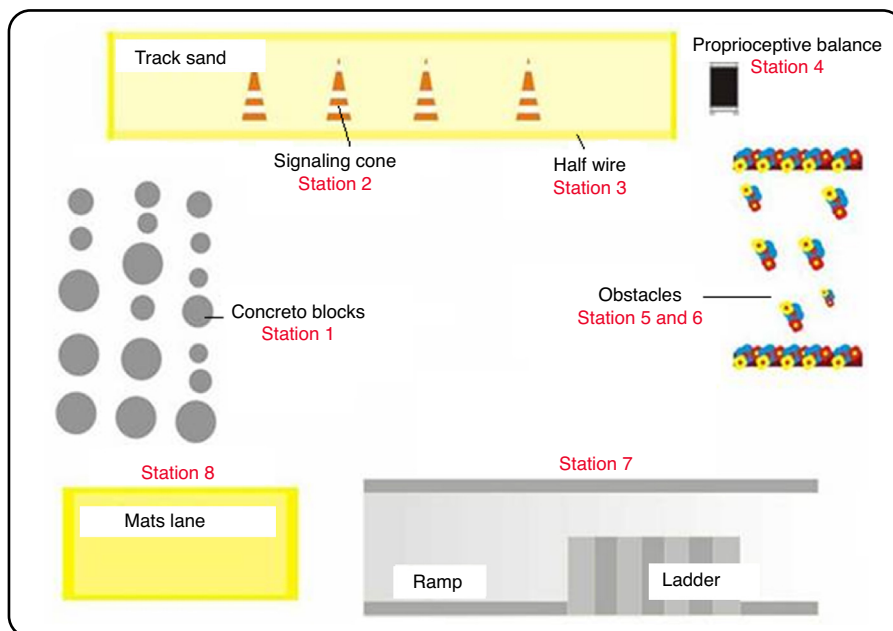 Track sand
Proprioceptive balance
Station 4
Signaling cone
Station 2
Half wire
Station 3
Concreto blocks
Station 1
Obstacles
Station 5 and 6
Station 8
Mats lane
Station 7
Ramp
Ladder